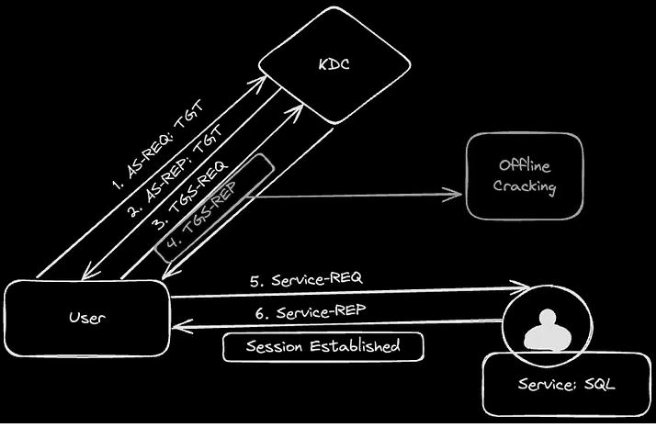 KDC
1. AS-REQ: TGT
2. AS-REP: TGT
3. TGS-REQ
4. TGS-REP
Offline
Cracking
User
5. Service-REQ
6. Service-REP
Session Established
Service: SQL